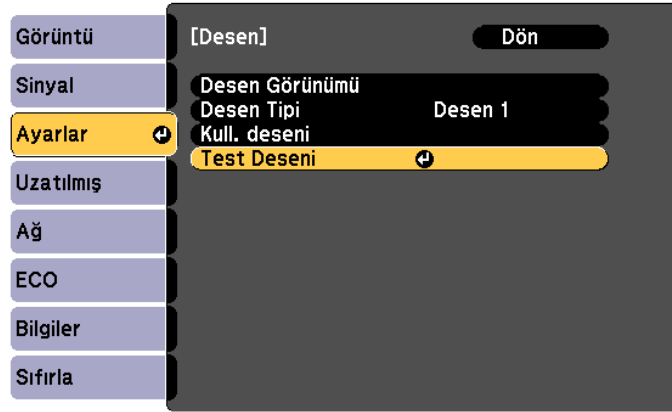 Görüntü
Sinyal
Ayarlar
Uzatılmış
Ağ
ECO
Bilgiler
Sıfırla
[Desen] Dön
Desen Görünümü
Desen Tipi Desen 1
Kull. deseni
Test Deseni